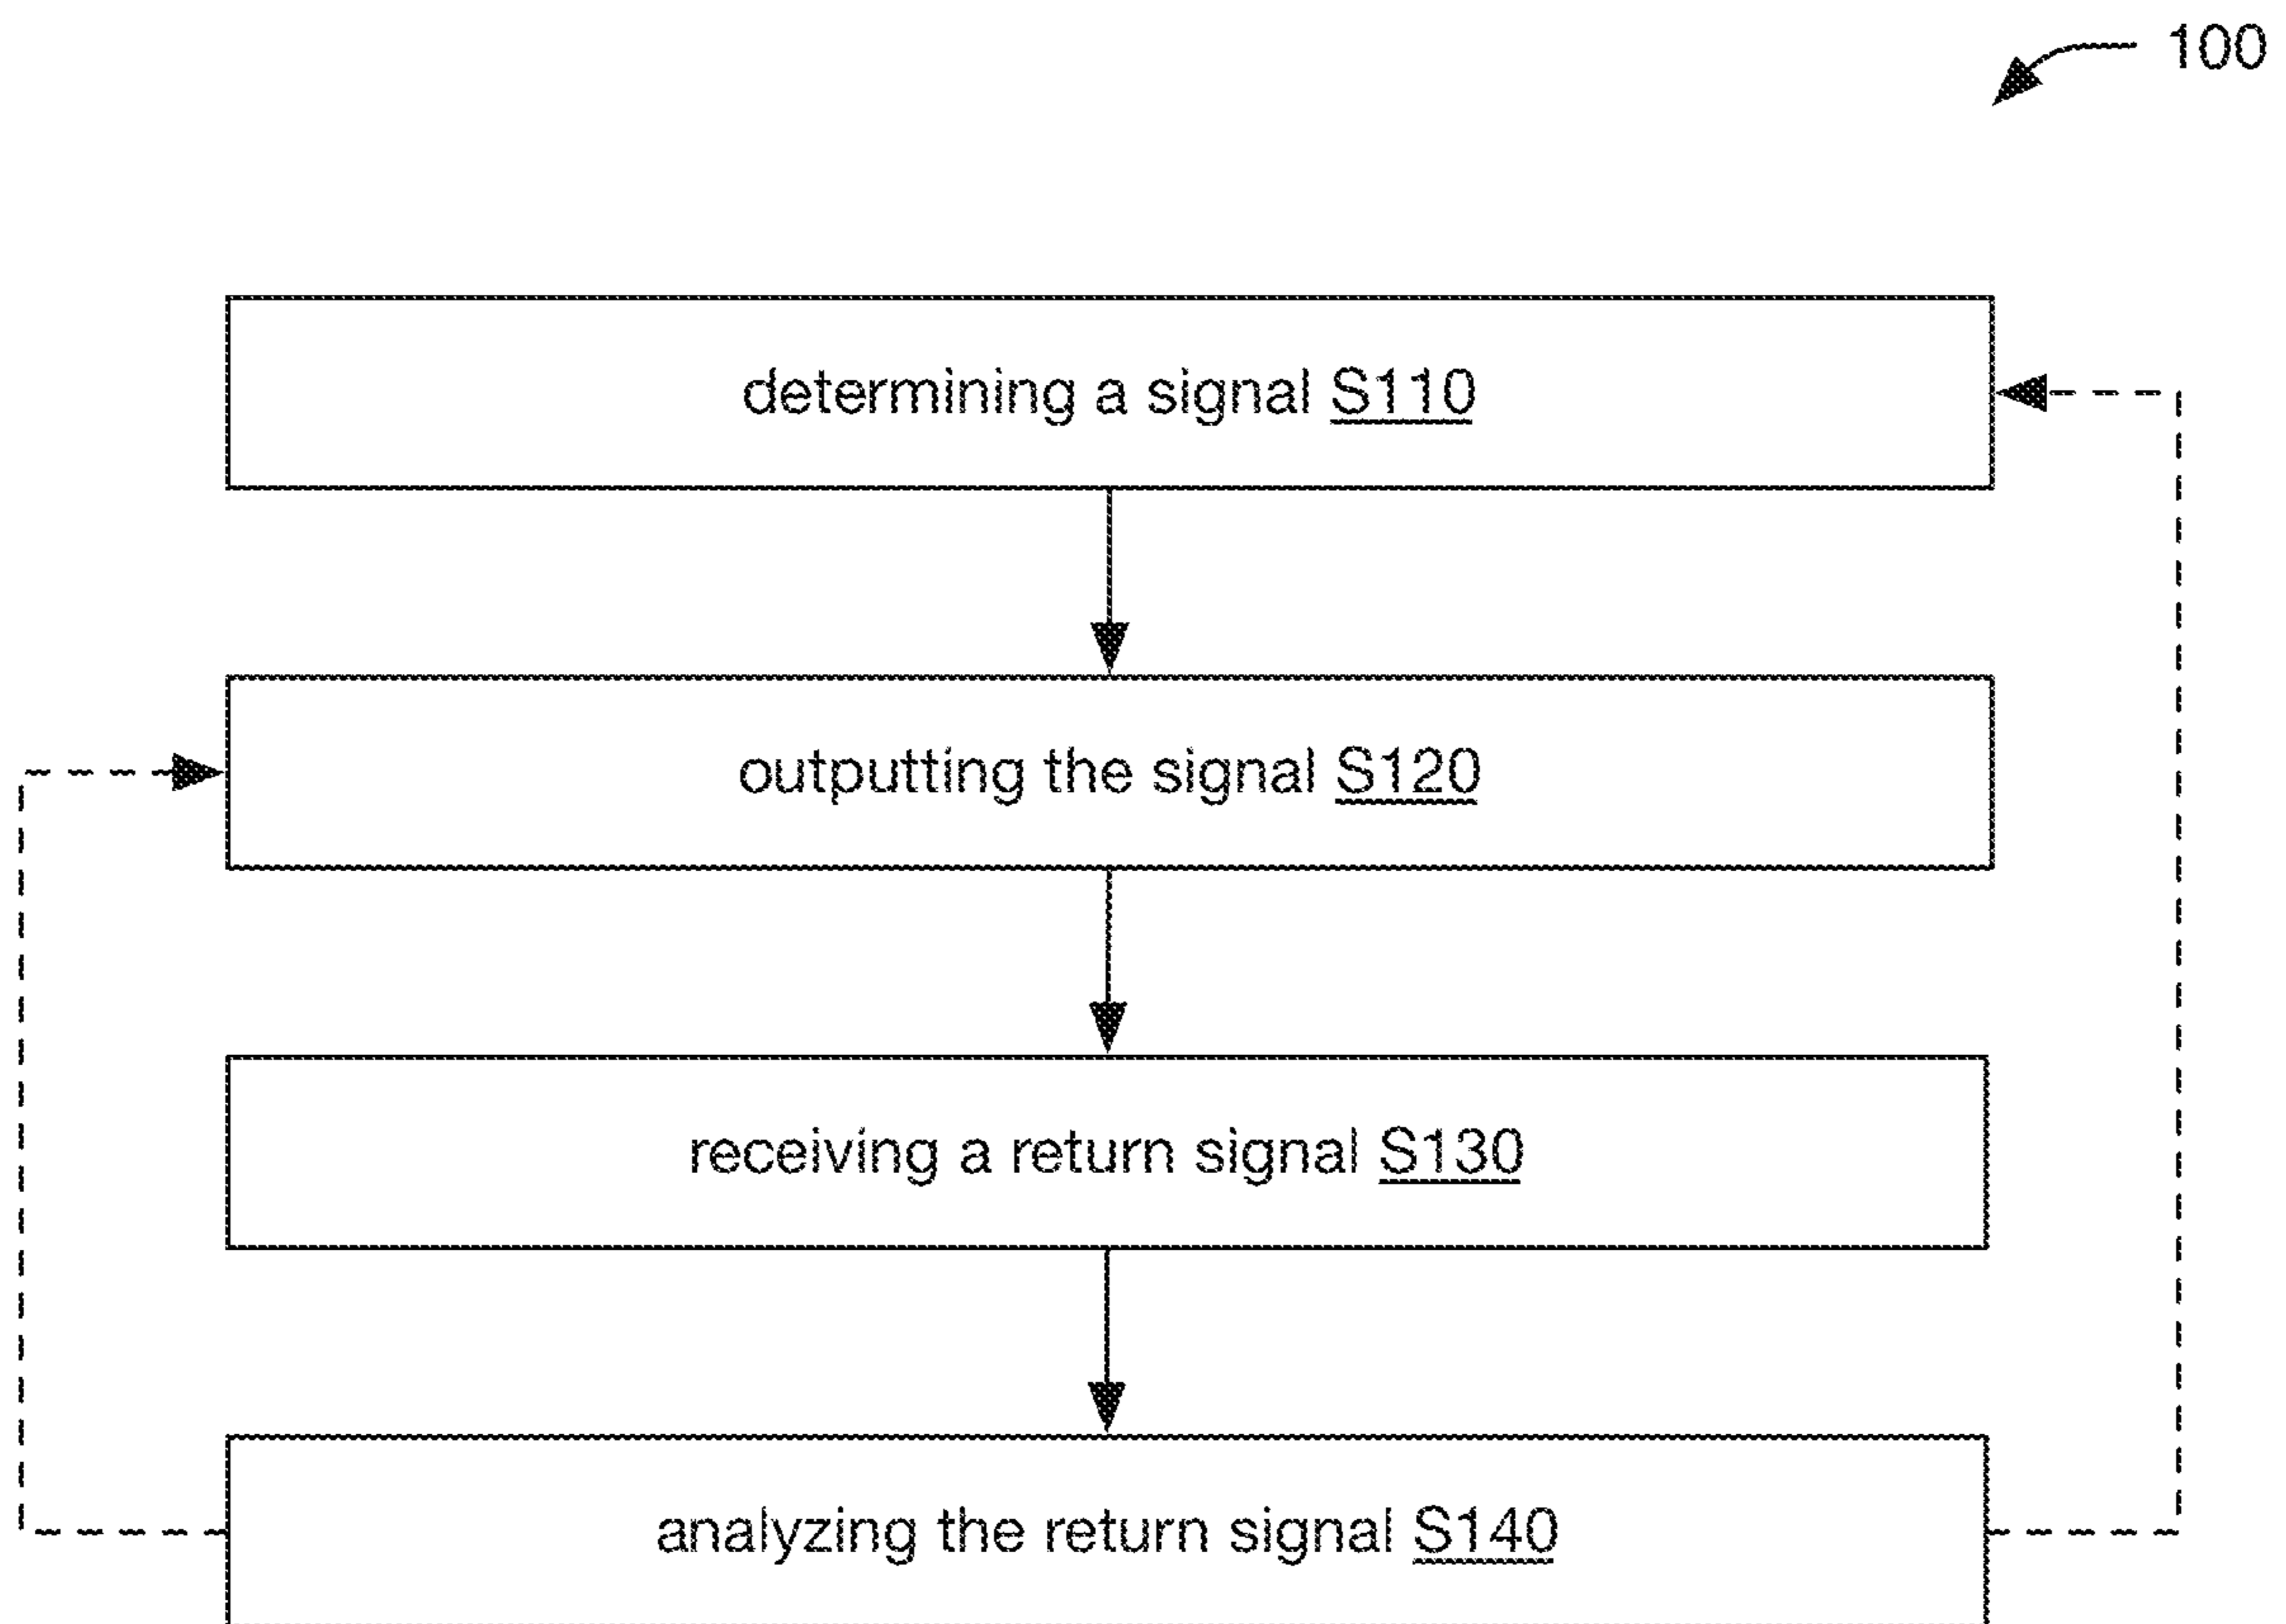 100
determining a signal S110
outputting the signal S120
receiving a return signal S130
analyzing the return signal S140